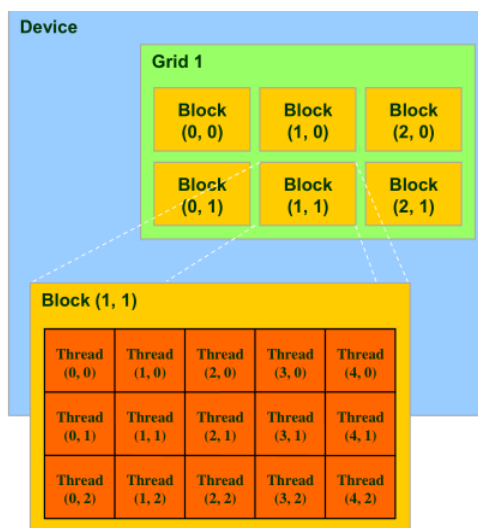 Device
Grid 1
Block Block Block
(0, 0) (1, 0) (2, 0)
Block Block Block
(0, 1) (1, 1) (2, 1)
Block (1, 1)
Thread Thread Thread Thread Thread
(0, 0) (1, 0) (2, 0) (3, 0) (4, 0)
Thread Thread Thread Thread Thread
(0, 1) (1, 1) (2, 1) (3, 1) (4, 1)
Thread Thread Thread Thread Thread
(0, 2) (1, 2) (2, 2) (3, 2) (4, 2)